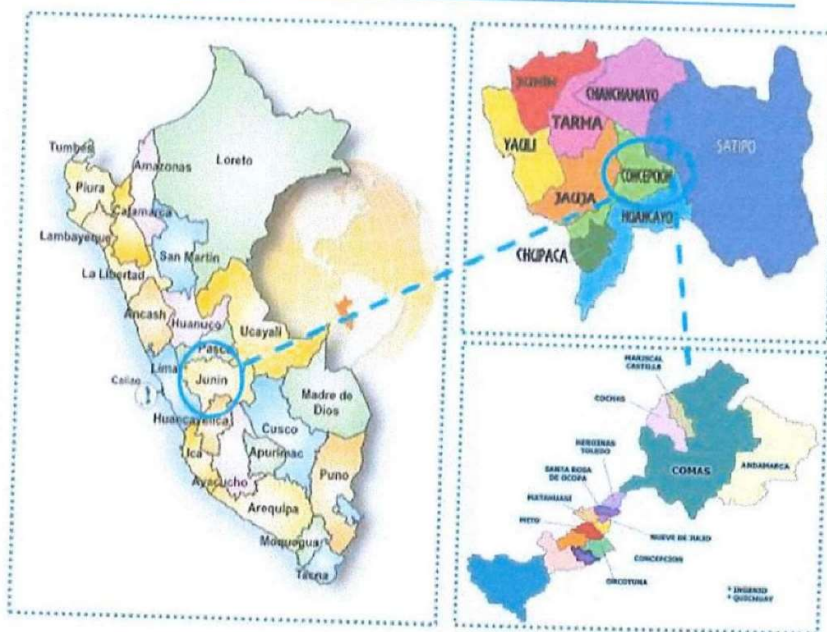 Tumbes
Loreto
Amazonas
Piura
Cajamarca
Lambayeque
San Martin
La Libertad
Ancash
Huanuco
Ucayali
Pasco
Lima
Junin
Callao
Madre de
Dios
Huancavelica
Cusco
Ica
Apurimac
Puno
Ayacucho
Arequipa
Moquegua
Tacna
JUNIN
CHANCHAMAYO
TARMA
YAULI
SATIPO
CONCEPCION
JAUJA
HUANCAYO
CHUPACA
MARISCAL
CASTILLA
COCHAS
HEROINAS
TOLEDO
COMAS
ANDAMARCA
SANTA ROSA
DE OCOPA
MATAHUASI
MITO
NUEVE DE JULIO
CONCEPCION
ORCOTUNA
* INGENIO
* QUICHUAY